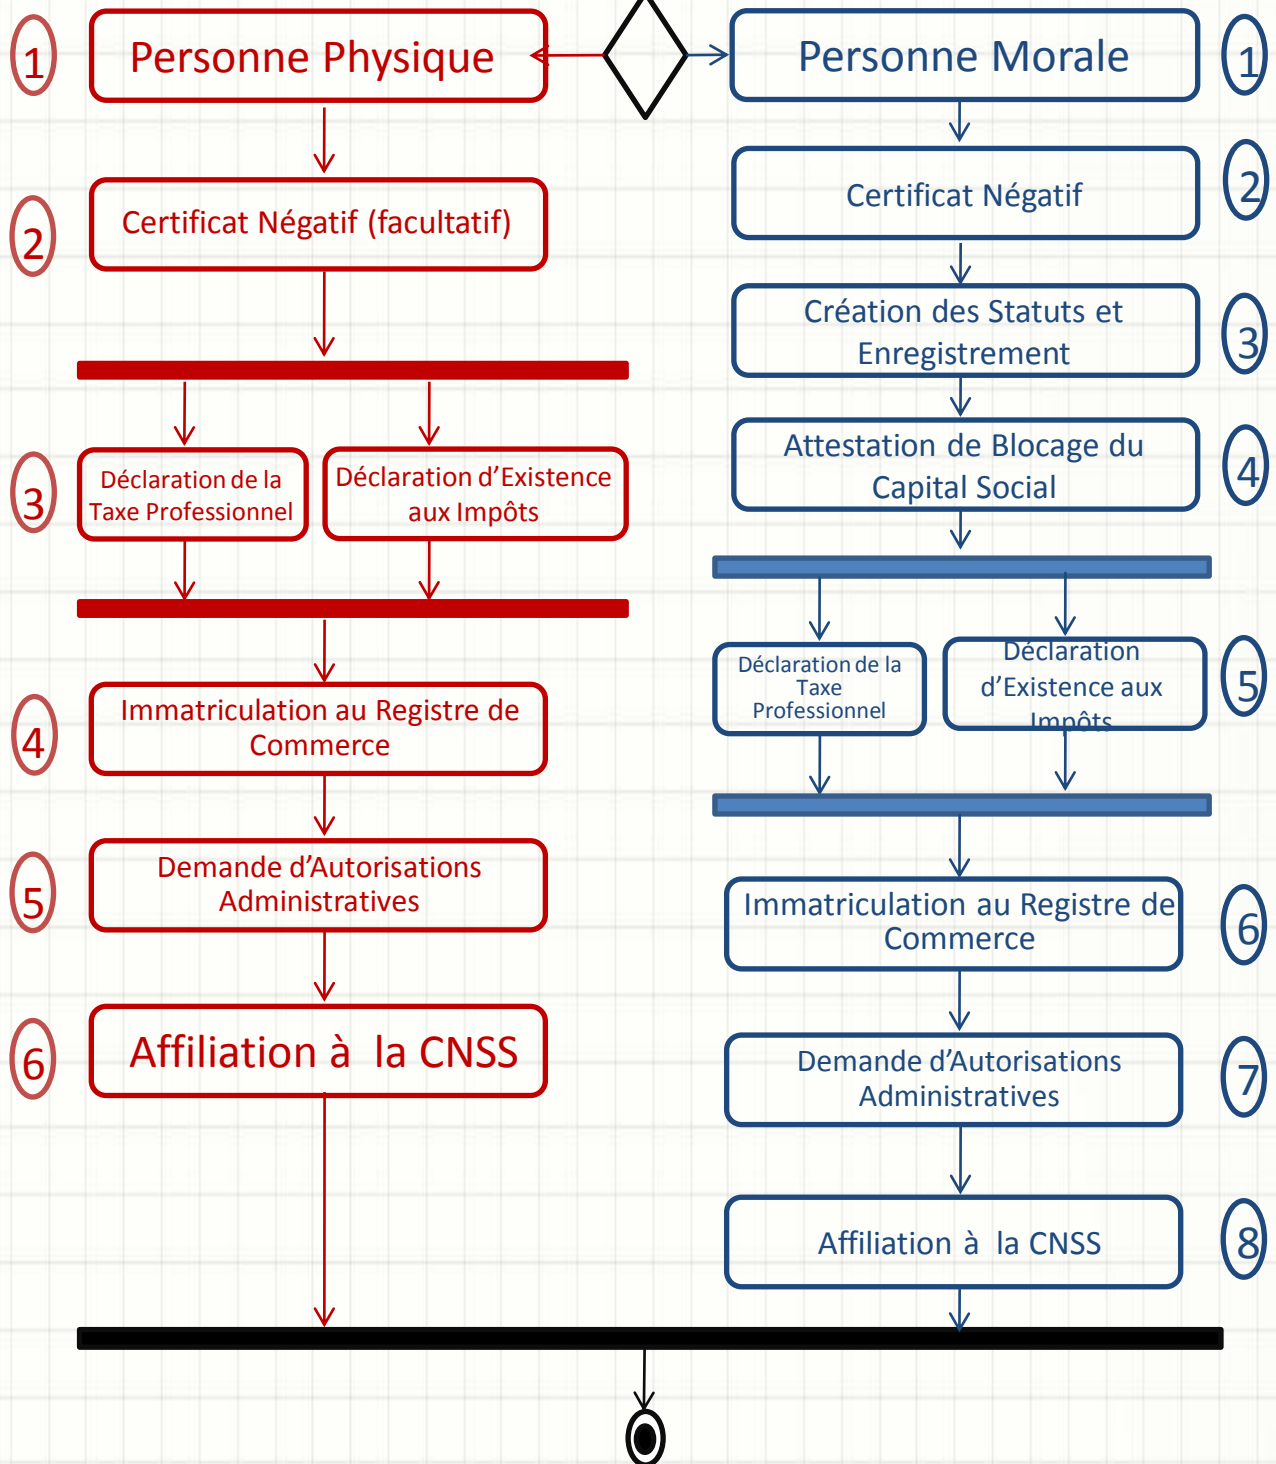 1
Personne Physique
2
Certificat Négatif (facultatif)
3
Déclaration de la
Taxe Professionnel
Déclaration d’Existence
aux Impôts
4
Immatriculation au Registre de
Commerce
5
Demande d’Autorisations
Administratives
6
Affiliation à la CNSS
Personne Morale
1
Certificat Négatif
2
Création des Statuts et
Enregistrement
3
Attestation de Blocage du
Capital Social
4
Déclaration de la
Taxe
Professionnel
Déclaration
d’Existence aux
Impôts
5
Immatriculation au Registre de
Commerce
6
Demande d’Autorisations
Administratives
7
Affiliation à la CNSS
8